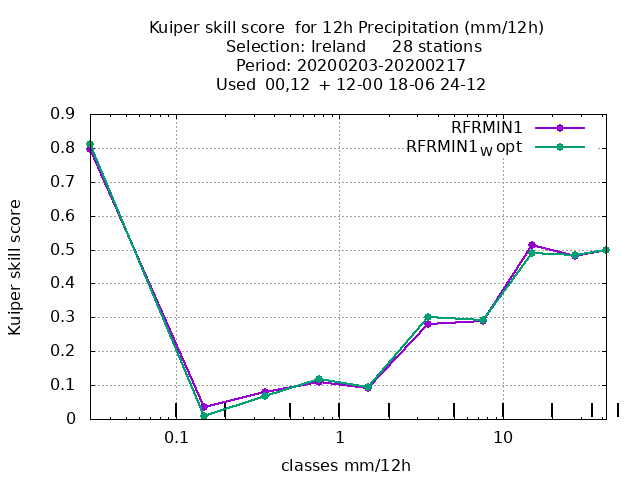 Kuiper skill score  for 12h Precipitation (mm/12h)
Selection: Ireland     28 stations
Period: 20200203-20200217
Used  00,12  + 12-00 18-06 24-12
RFRMIN1
RFRMIN1W opt
Kuiper skill score
0.9
0.8
0.7
0.6
0.5
0.4
0.3
0.2
0.1
0
0.1 1 10
classes mm/12h